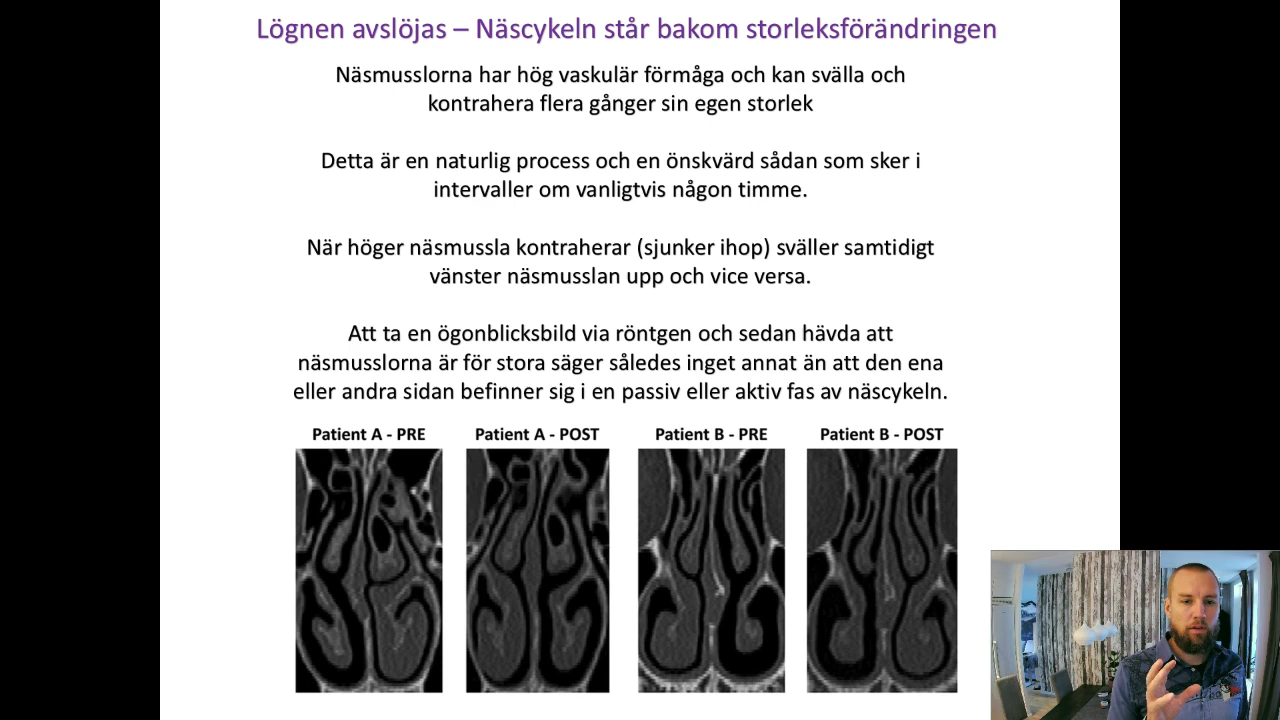 Lögnen avslöjas – Näscykeln står bakom storleksförändringen
Näsmusslorna har hög vaskulär förmåga och kan svälla och
kontrahera flera gånger sin egen storlek
Detta är en naturlig process och en önskvärd sådan som sker i
intervaller om vanligtvis någon timme.
När höger näsmussla kontraherar (sjunker ihop) sväller samtidigt
vänster näsmusslan upp och vice versa.
Att ta en ögonblicksbild via röntgen och sedan hävda att
näsmusslorna är för stora säger således inget annat än att den ena
eller andra sidan befinner sig i en passiv eller aktiv fas av näscykeln.
Patient A - PRE
Patient A - POST
Patient B - PRE
Patient B - POST